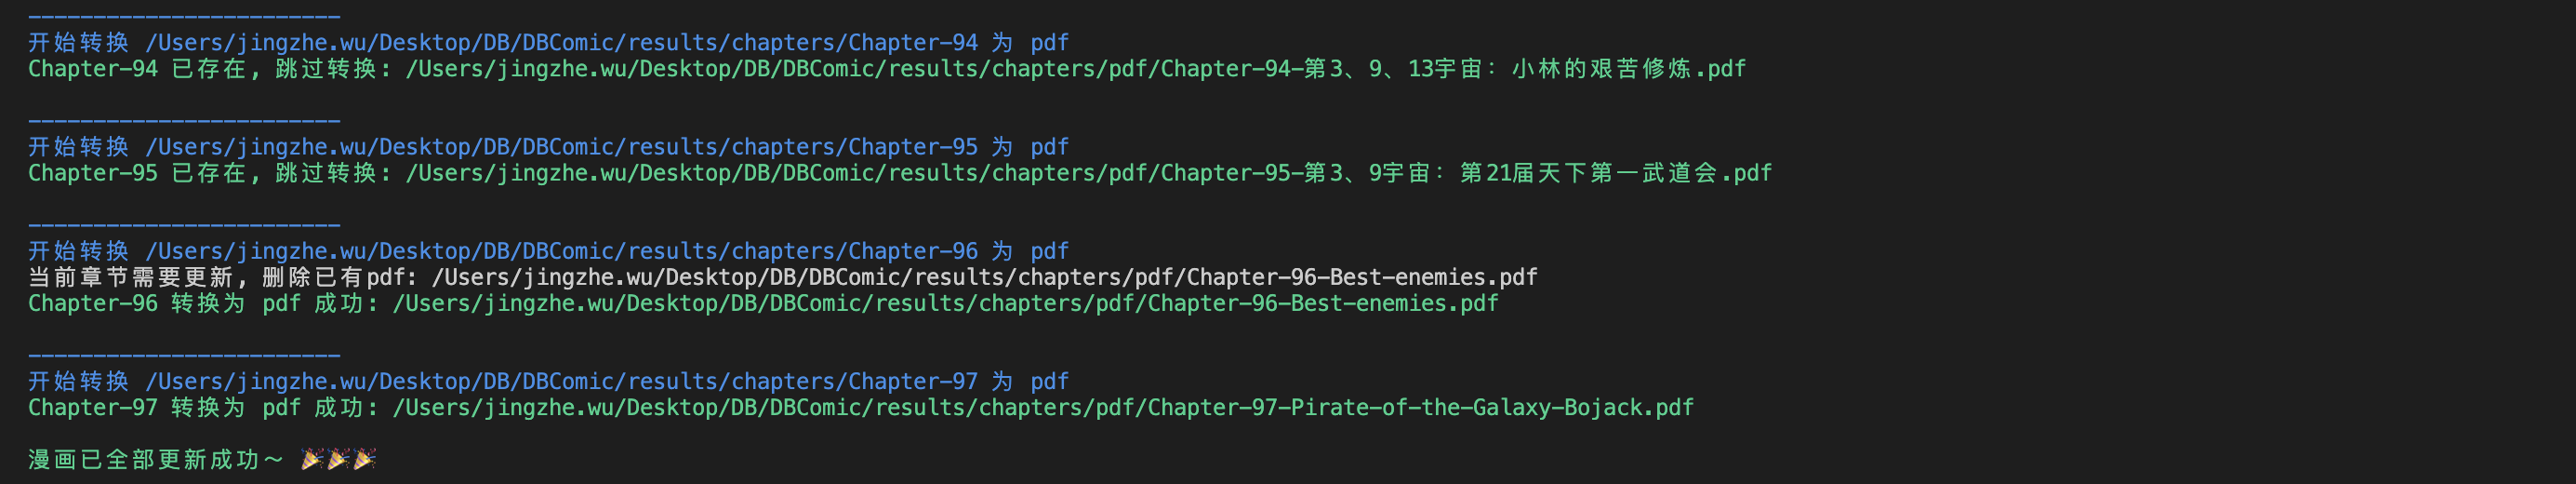 ------------------------
开始转换 /Users/jingzhe.wu/Desktop/DB/DBComic/results/chapters/Chapter-94 为 pdf
Chapter-94 已存在, 跳过转换: /Users/jingzhe.wu/Desktop/DB/DBComic/results/chapters/pdf/Chapter-94-第3、9、13宇宙：小林的艰苦修炼.pdf
------------------------
开始转换 /Users/jingzhe.wu/Desktop/DB/DBComic/results/chapters/Chapter-95 为 pdf
Chapter-95 已存在, 跳过转换: /Users/jingzhe.wu/Desktop/DB/DBComic/results/chapters/pdf/Chapter-95-第3、9宇宙：第21届天下第一武道会.pdf
------------------------
开始转换 /Users/jingzhe.wu/Desktop/DB/DBComic/results/chapters/Chapter-96 为 pdf
当前章节需要更新, 删除已有pdf: /Users/jingzhe.wu/Desktop/DB/DBComic/results/chapters/pdf/Chapter-96-Best-enemies.pdf
Chapter-96 转换为 pdf 成功: /Users/jingzhe.wu/Desktop/DB/DBComic/results/chapters/pdf/Chapter-96-Best-enemies.pdf
------------------------
开始转换 /Users/jingzhe.wu/Desktop/DB/DBComic/results/chapters/Chapter-97 为 pdf
Chapter-97 转换为 pdf 成功: /Users/jingzhe.wu/Desktop/DB/DBComic/results/chapters/pdf/Chapter-97-Pirate-of-the-Galaxy-Bojack.pdf
漫画已全部更新成功～ 🎉🎉🎉